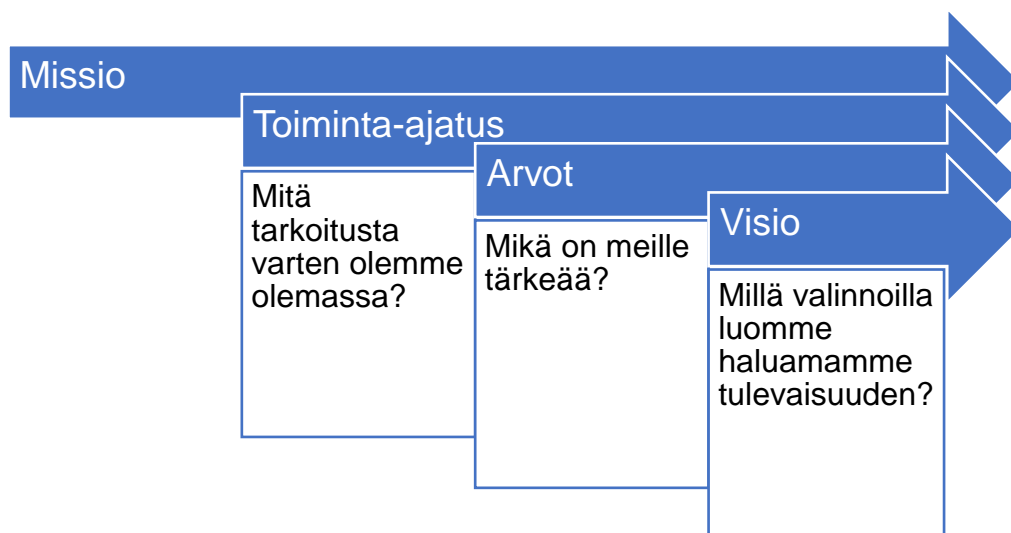 Missio
Toiminta-ajatus
Mitä
tarkoitusta
varten olemme
olemassa?
Arvot
Mikä on meille
tärkeää?
Visio
Millä valinnoilla
luomme
haluamamme
tulevaisuuden?